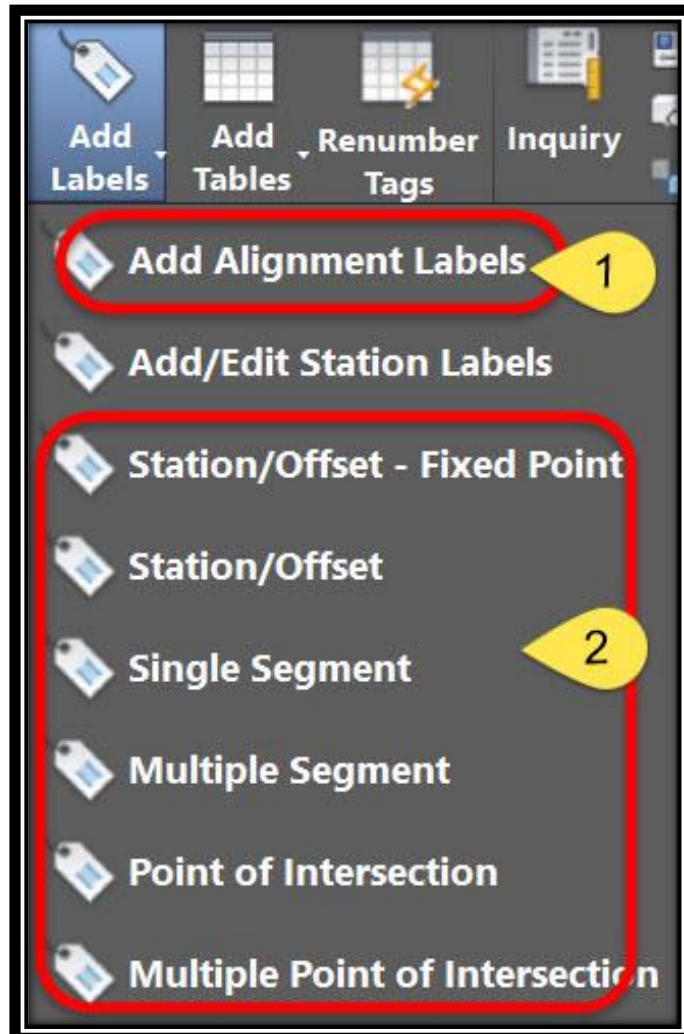 Add
Labels
Add
Tables
Renumber
Tags
Inquiry
Add Alignment Labels
1
Add/Edit Station Labels
Station/Offset - Fixed Point
Station/Offset
2
Single Segment
Multiple Segment
Point of Intersection
Multiple Point of Intersection